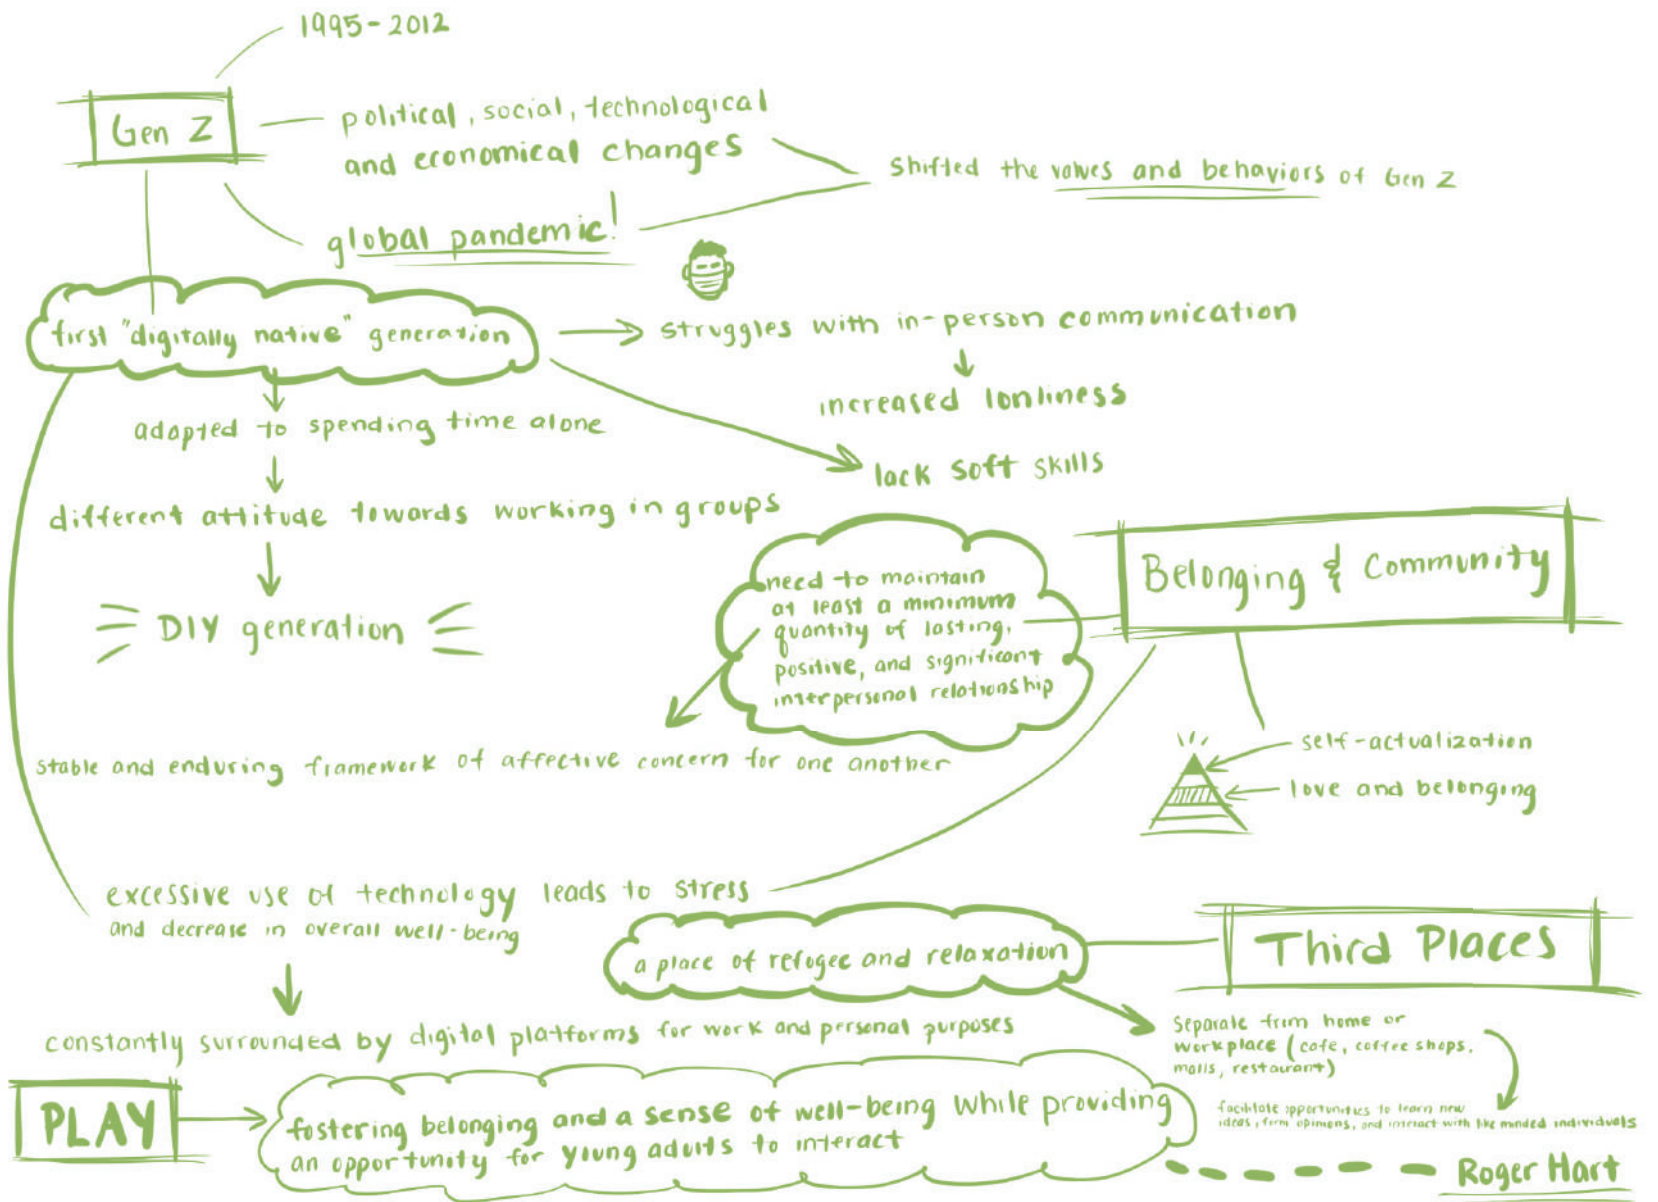 1995-2012
Gen Z
political, social, technological
and economical changes
shifted the values and behaviors of Gen Z
global pandemic!
first "digitally native" generation
struggles with in-person communication
increased lonliness
adapted to spending time alone
lack soft skills
different attitude towards working in groups
DIY generation
Belonging & Community
need to maintain
at least a minimum
quantity of lasting,
positive, and significant
interpersonal relationship
stable and enduring framework of affective concern for one another
self-actualization
love and belonging
excessive use of technology leads to stress
and decrease in overall well-being
Third Places
a place of refugee and relaxation
constantly surrounded by digital platforms for work and personal purposes
Separate from home or
workplace (cafe, coffee shops,
malls, restaurant)
facilitate opportunities to learn new
ideas, form opinions, and interact with like minded individuals
PLAY
fostering belonging and a sense of well-being while providing
an opportunity for young adults to interact
Roger Hart